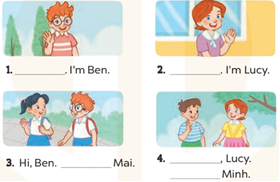 1. ________. I'm Ben.
2. ________. I'm Lucy.
3. Hi, Ben. ________ Mai.
4. ________, Lucy.
________ Minh.